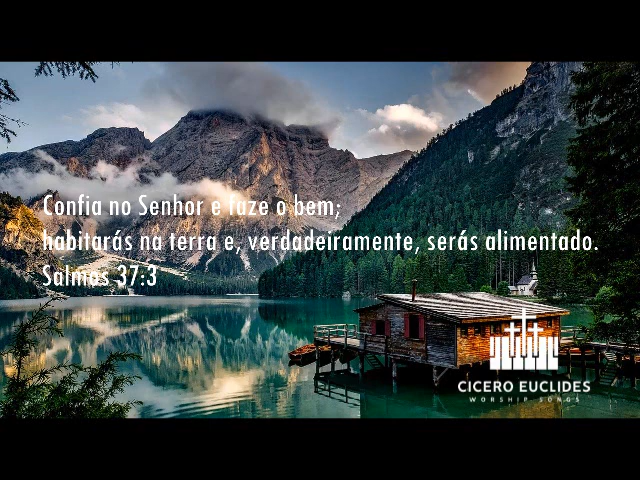 Confia no Senhor e faze o bem;
habitarás na terra e, verdadeiramente, serás alimentado.
Salmos 37:3
CICERO EUCLIDES
WORSHIP SONGS